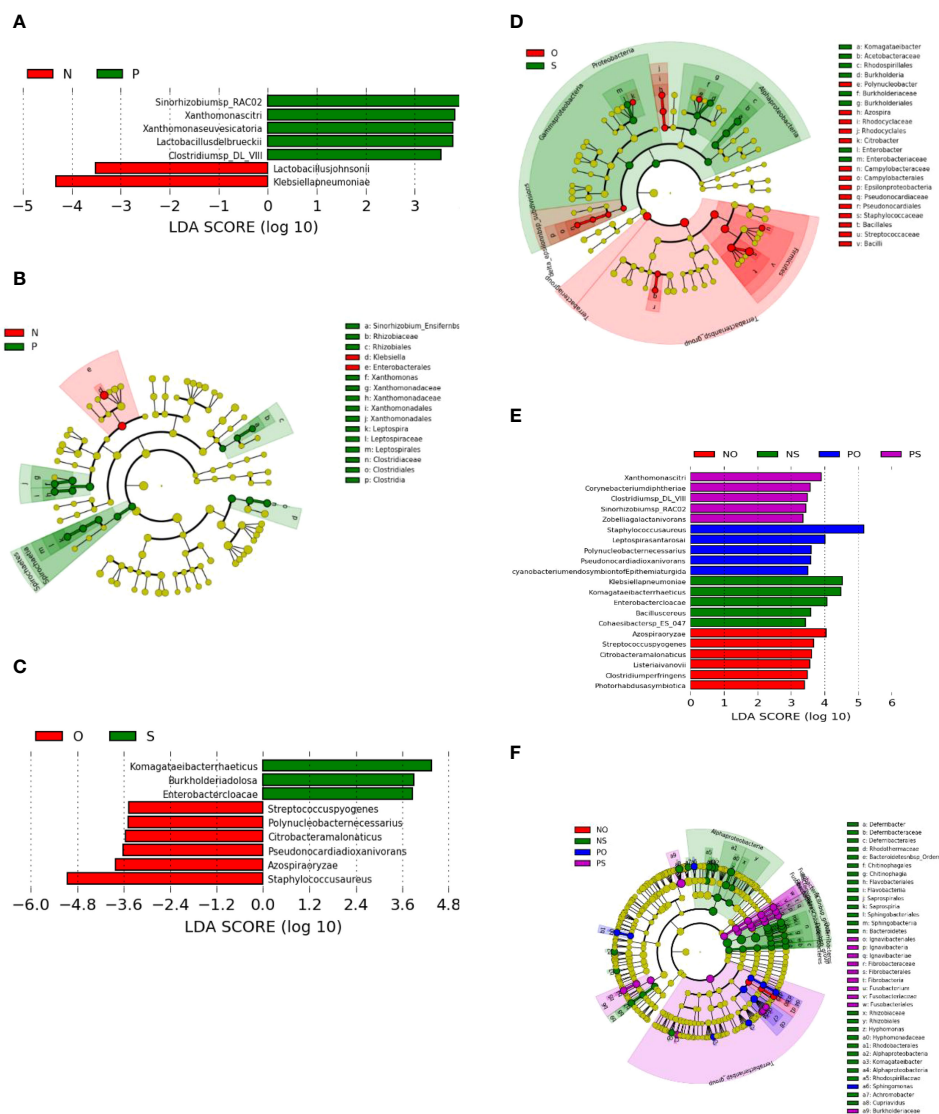 A
N P
Sinorhizobiumsp_RAC02
Xanthomonascitri
Xanthomonaseuvesicatoria
Lactobacillusdelbrueckii
Clostridiumsp_DL_VIII
Lactobacillusjohnsonii
Klebsiellapneumoniae
−5 −4 −3 −2 −1 0 1 2 3
LDA SCORE (log 10)
B
N
P
a: Sinorhizobium_Ensifernbs
b: Rhizobiaceae
c: Rhizobiales
d: Klebsiella
e: Enterobacterales
f: Xanthomonas
g: Xanthomonadaceae
h: Xanthomonadaceae
i: Xanthomonadales
j: Xanthomonadales
k: Leptospira
l: Leptospiraceae
m: Leptospirales
n: Clostridiaceae
o: Clostridiales
p: Clostridia
Spirochaetes
Spirochaetia
C
O S
Komagataeibacterrhaeticus
Burkholderiadolosa
Enterobactercloacae
Streptococcuspyogenes
Polynucleobacternecessarius
Citrobacteramalonaticus
Pseudonocardiadioxanivorans
Azospiraoryzae
Staphylococcusaureus
−6.0 −4.8 −3.6 −2.4 −1.2 0.0 1.2 2.4 3.6 4.8
LDA SCORE (log 10)
D
O
S
Proteobacteria
Gammaproteobacteria
Alphaproteobacteria
delta_epsilonnbsp_subdivisions
Terrabacteriagroup
Terrabacterianbsp_group
Firmicutes
a: Komagataeibacter
b: Acetobacteraceae
c: Rhodospirillales
d: Burkholderia
e: Polynucleobacter
f: Burkholderiaceae
g: Burkholderiales
h: Azospira
i: Rhodocyclaceae
j: Rhodocyclales
k: Citrobacter
l: Enterobacter
m: Enterobacteriaceae
n: Campylobacteraceae
o: Campylobacterales
p: Epsilonproteobacteria
q: Pseudonocardiaceae
r: Pseudonocardiales
s: Staphylococcaceae
t: Bacillales
u: Streptococcaceae
v: Bacilli
E
NO NS PO PS
Xanthomonascitri
Corynebacteriumdiphtheriae
Clostridiumsp_DL_VIII
Sinorhizobiumsp_RAC02
Zobelliagalactanivorans
Staphylococcusaureus
Leptospirasantarosai
Polynucleobacternecessarius
Pseudonocardiadioxanivorans
cyanobacteriumendosymbiontofEpithemiaturgida
Klebsiellapneumoniae
Komagataeibacterrhaeticus
Enterobactercloacae
Bacilluscereus
Cohaesibactersp_ES_047
Azospiraoryzae
Streptococcuspyogenes
Citrobacteramalonaticus
Listeriaivanovii
Clostridiumperfringens
Photorhabdusasymbiotica
0 1 2 3 4 5 6
LDA SCORE (log 10)
F
NO
NS
PO
PS
Alphaproteobacteria
Terrabacterianbsp_group
a: Deferribacter
b: Deferribacteraceae
c: Deferribacterales
d: Rhodothermaceae
e: Bacteroidetesnbsp_Orden
f: Chitinophagales
g: Chitinophagia
h: Flavobacteriales
i: Flavobacteriia
j: Saprospirales
k: Saprospiria
l: Sphingobacteriales
m: Sphingobacteriia
n: Bacteroidetes
o: Ignavibacteriales
p: Ignavibacteria
q: Ignavibacteriae
r: Fibrobacteraceae
s: Fibrobacterales
t: Fibrobacteria
u: Fusobacterium
v: Fusobacteriaceae
w: Fusobacteriales
x: Rhizobiaceae
y: Rhizobiales
z: Hyphomonas
a0: Hyphomonadaceae
a1: Rhodobacterales
a2: Alphaproteobacteria
a3: Komagataeibacter
a4: Alphaproteobacteria
a5: Rhodospirillaceae
a6: Sphingomonas
a7: Achromobacter
a8: Cupriavidus
a9: Burkholderiaceae